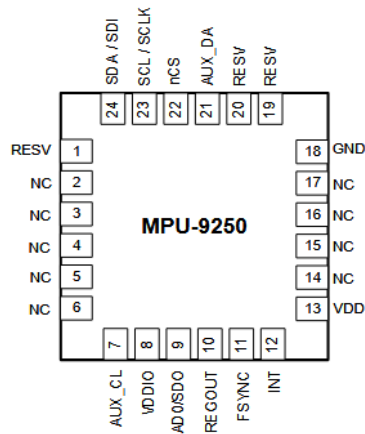 SDA / SDI
SCL / SCLK
nCS
AUX_DA
RESV
RESV
24
23
22
21
20
19
RESV 1
18 GND
NC 2
17 NC
NC 3
16 NC
MPU-9250
NC 4
15 NC
NC 5
14 NC
NC 6
13 VDD
7
8
9
10
11
12
AUX_CL
VDDIO
AD0/SDO
REGOUT
FSYNC
INT